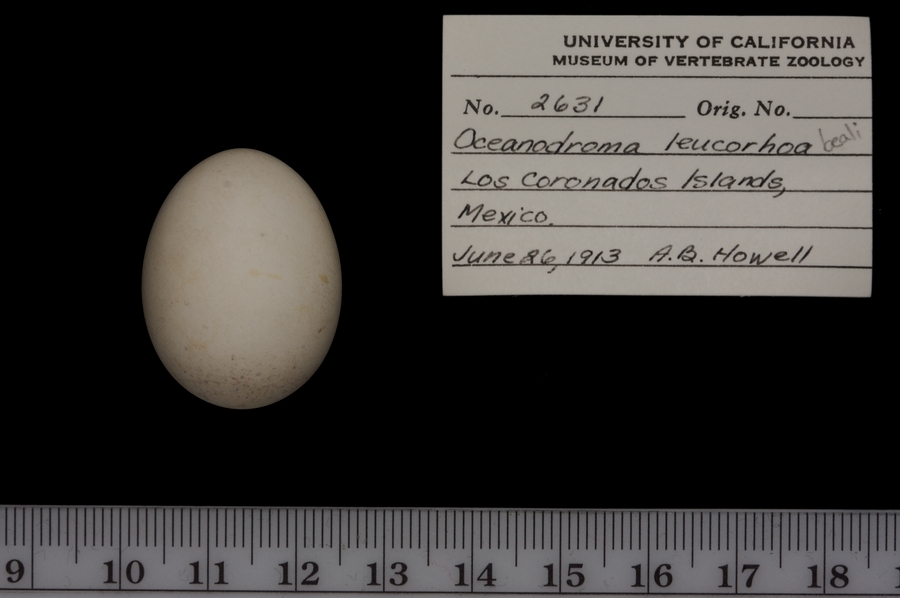 UNIVERSITY OF CALIFORNIA
MUSEUM OF VERTEBRATE ZOOLOGY
No. 2631 Orig. No.
Oceanodroma leucorhoa beali
Los Coronados Islands,
Mexico.
June 26, 1913 A.B. Howell
9 10 11 12 13 14 15 16 17 18